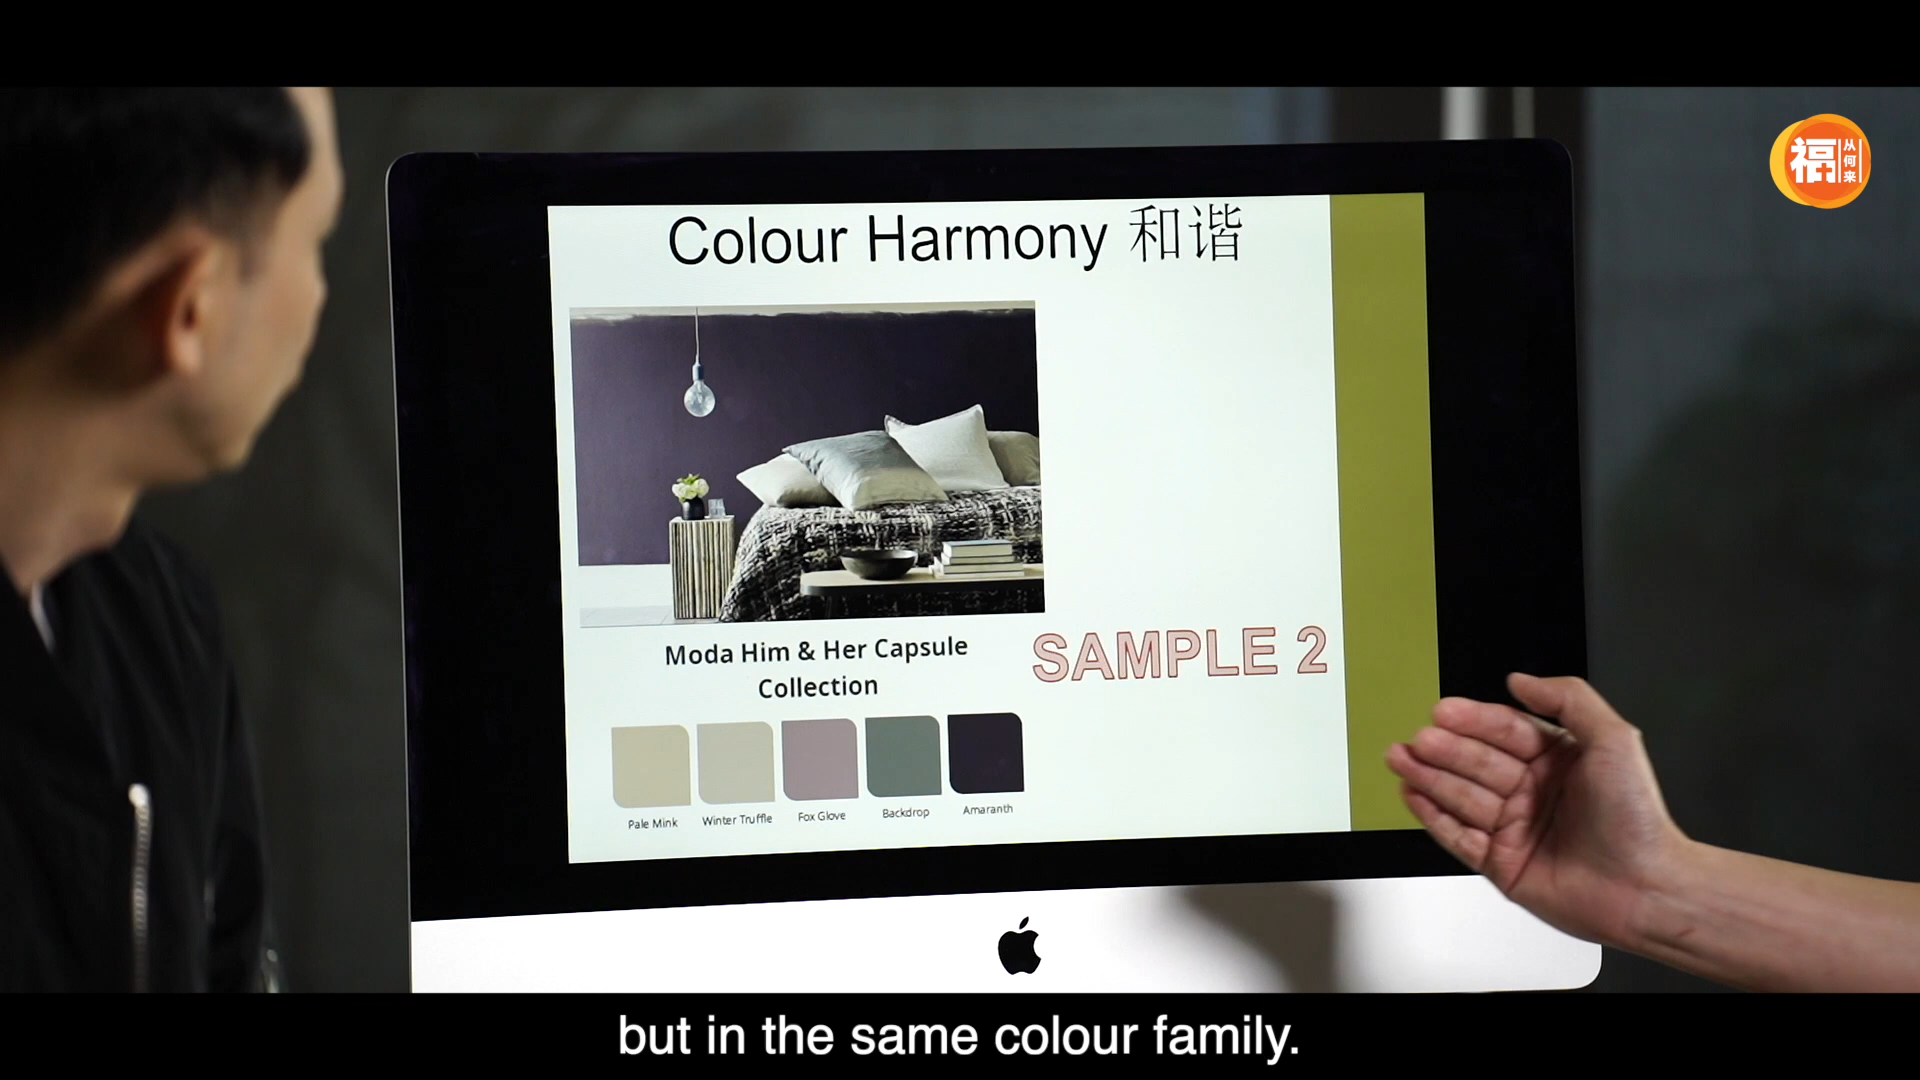 福
从何来
Colour Harmony 和谐
Moda Him & Her Capsule
Collection
SAMPLE 2
Pale Mink
Winter Truffle
Fox Glove
Backdrop
Amaranth
but in the same colour family.